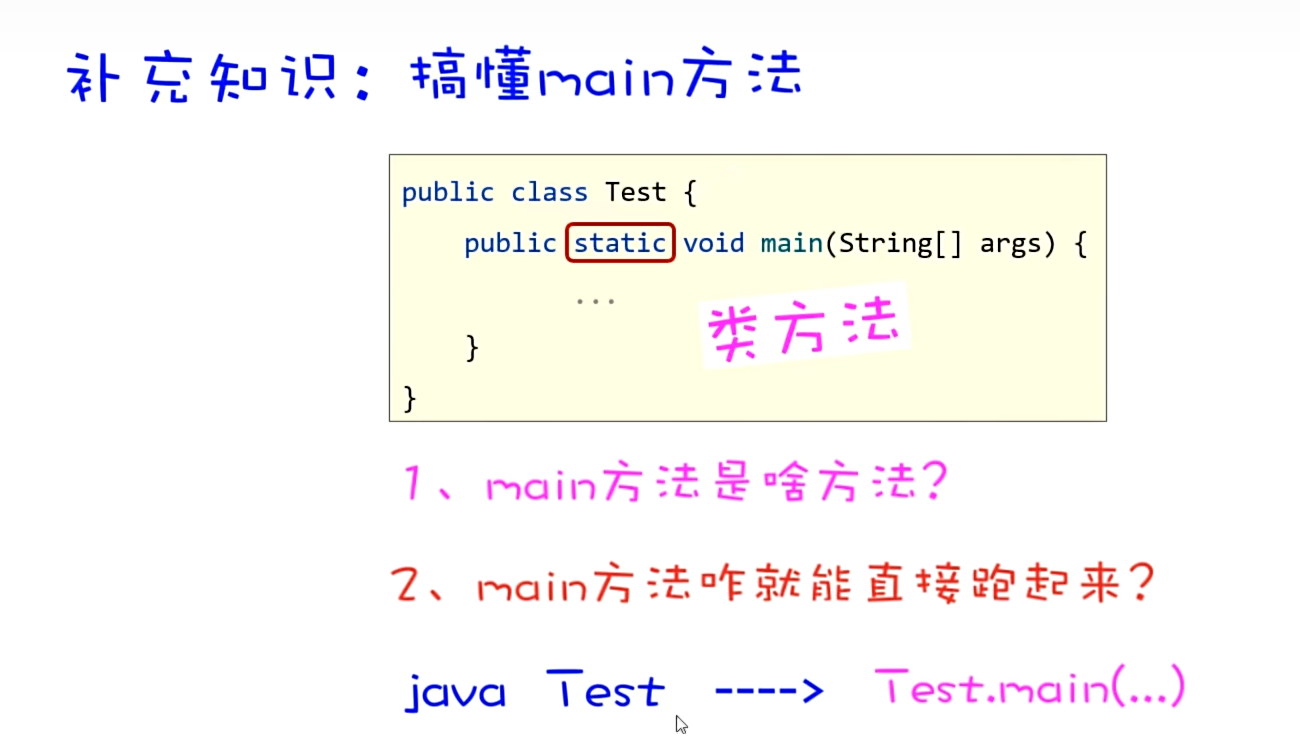 补充知识：搞懂main方法
public class Test {
public static void main(String[] args) {
...
类方法
}
}
1、main方法是啥方法？
2、main方法咋就能直接跑起来？
java Test ----> Test.main(...)